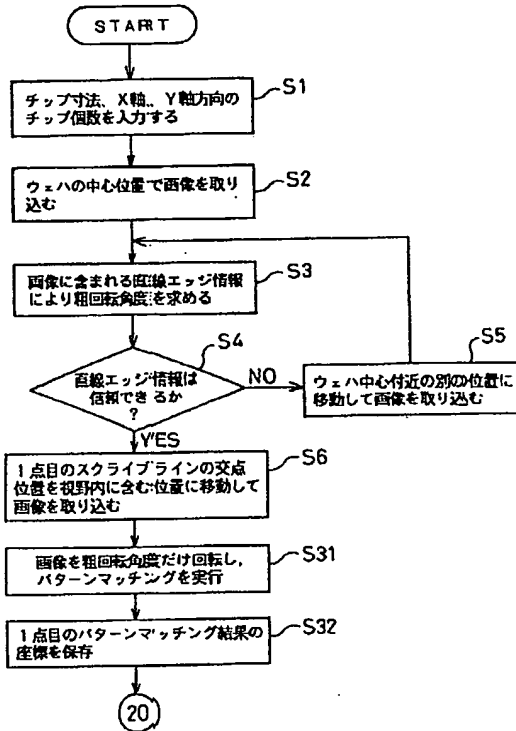 START
S1
チップ寸法、X軸、Y軸方向の
チップ個数を入力する
S2
ウェハの中心位置で画像を取り
込む
S3
画像に含まれる直線エッジ情報
により粗回転角度を求める
S4
直線エッジ情報は
信頼できるか
?
NO
YES
S5
ウェハ中心付近の別の位置に
移動して画像を取り込む
S6
1点目のスクライブラインの交点
位置を視野内に含む位置に移動して
画像を取り込む
S31
画像を粗回転角度だけ回転し,
パターンマッチングを実行
S32
1点目のパターンマッチング結果の
座標を保存
20